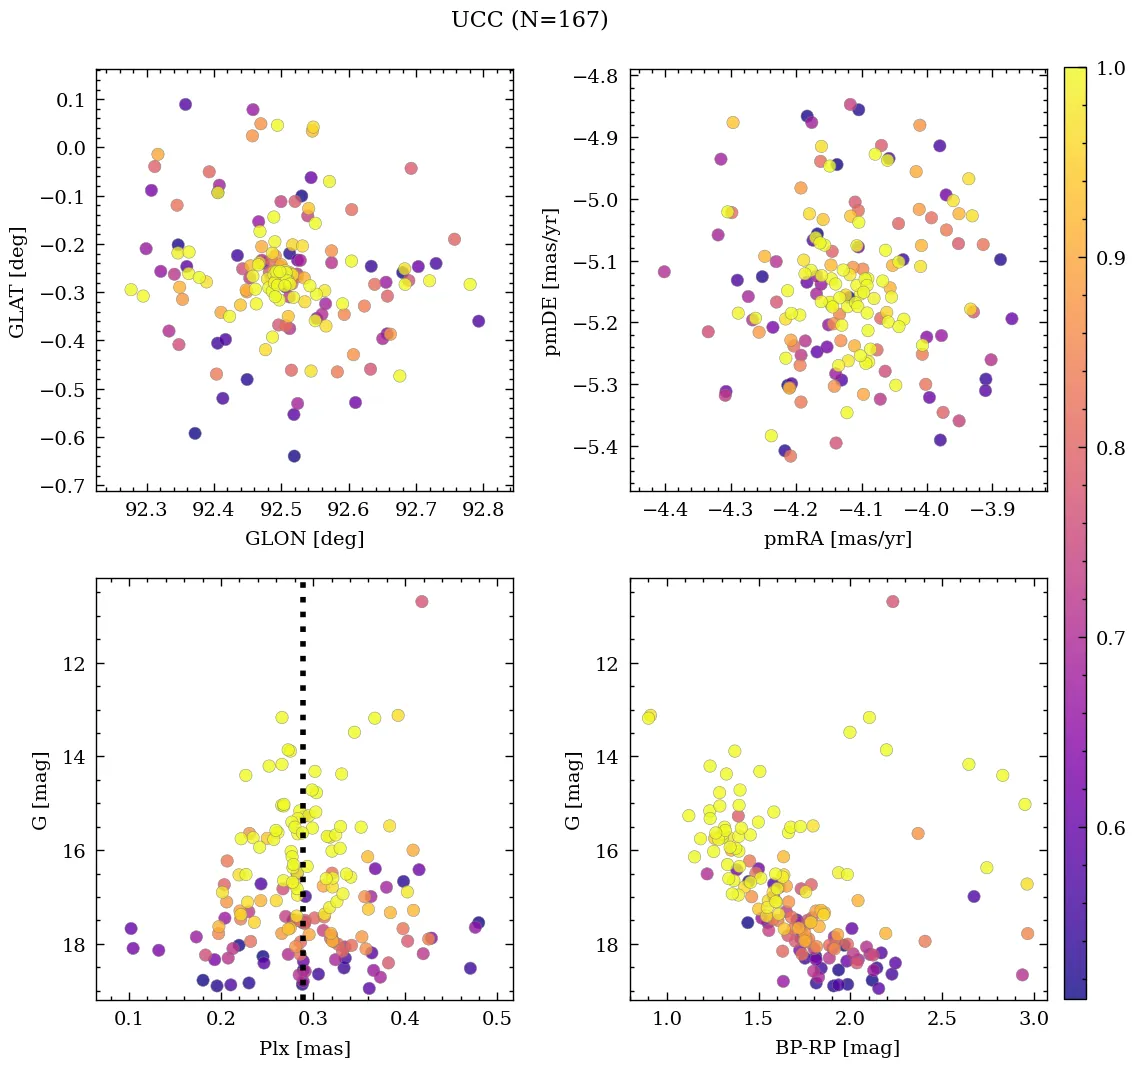 UCC (N=167)
0.1
0.0
−0.1
−0.2
−0.3
−0.4
−0.5
−0.6
−0.7
GLAT [deg]
92.3 92.4 92.5 92.6 92.7 92.8
GLON [deg]
−4.8
−4.9
−5.0
−5.1
−5.2
−5.3
−5.4
pmDE [mas/yr]
−4.4 −4.3 −4.2 −4.1 −4.0 −3.9
pmRA [mas/yr]
12
14
16
18
G [mag]
0.1 0.2 0.3 0.4 0.5
Plx [mas]
12
14
16
18
G [mag]
1.0 1.5 2.0 2.5 3.0
BP-RP [mag]
1.0
0.9
0.8
0.7
0.6